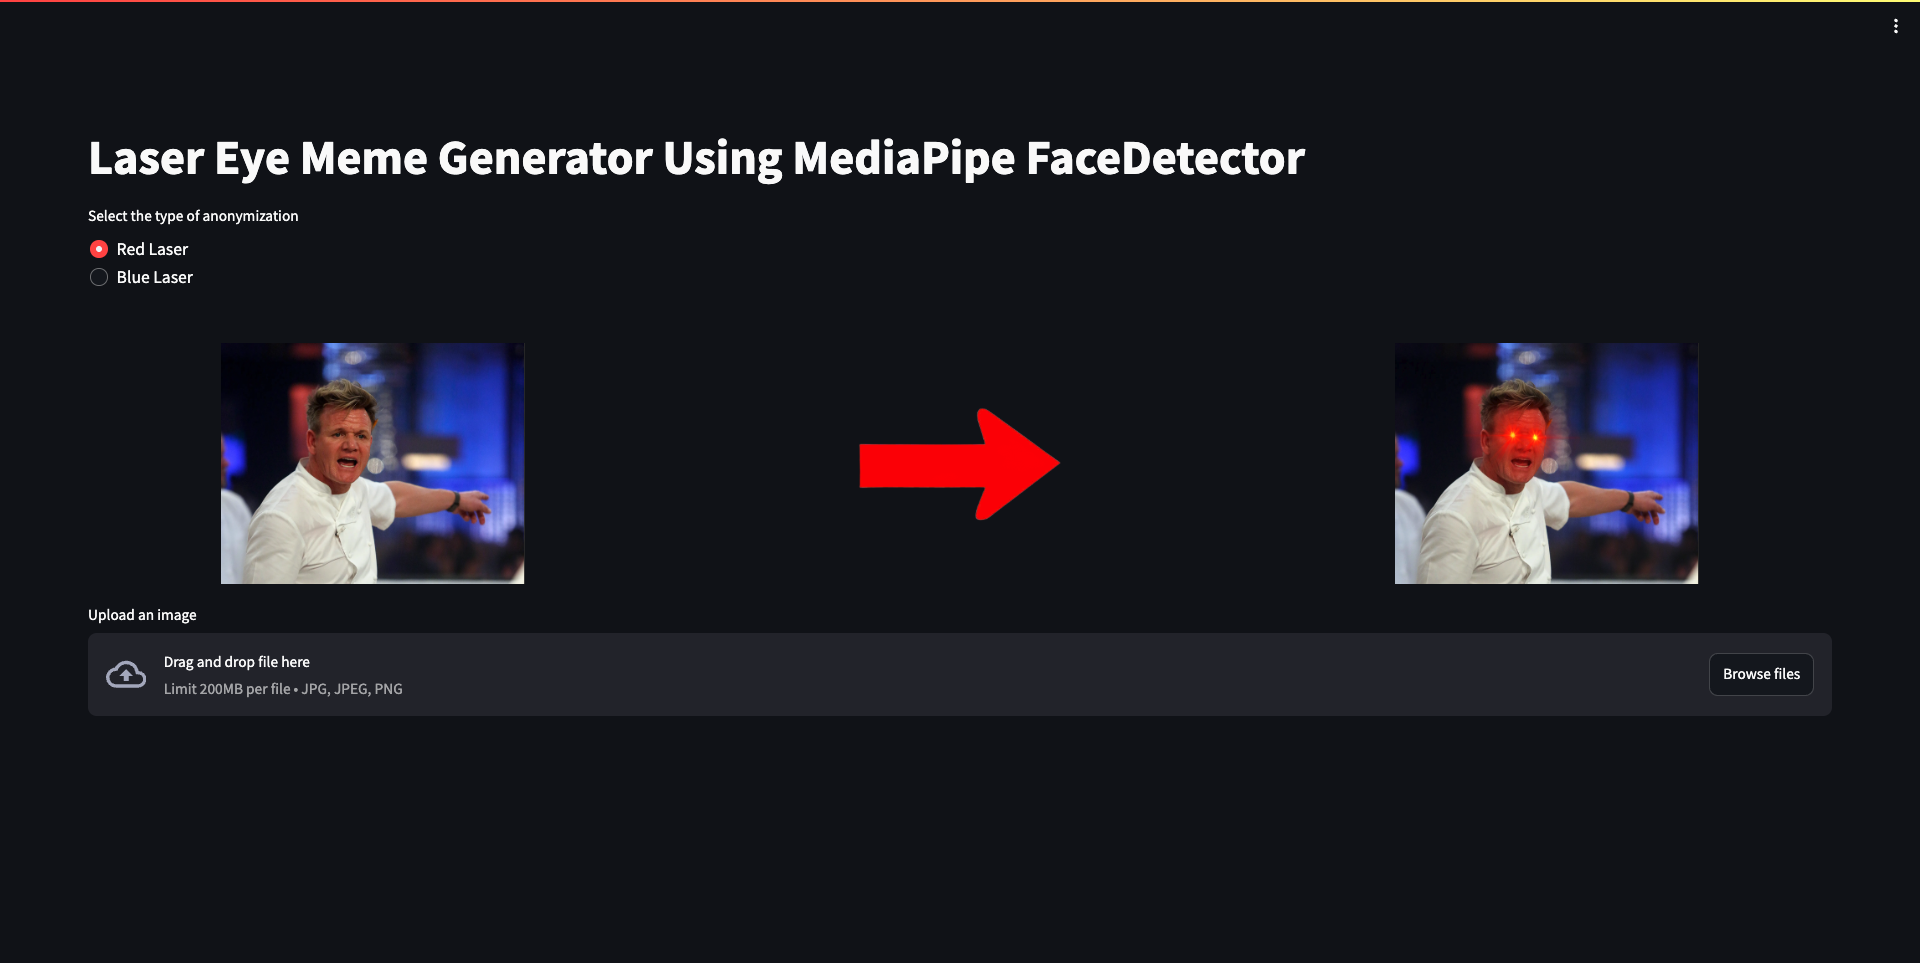 Laser Eye Meme Generator Using MediaPipe FaceDetector
Select the type of anonymization
Red Laser
Blue Laser
Upload an image
Drag and drop file here
Limit 200MB per file • JPG, JPEG, PNG
Browse files